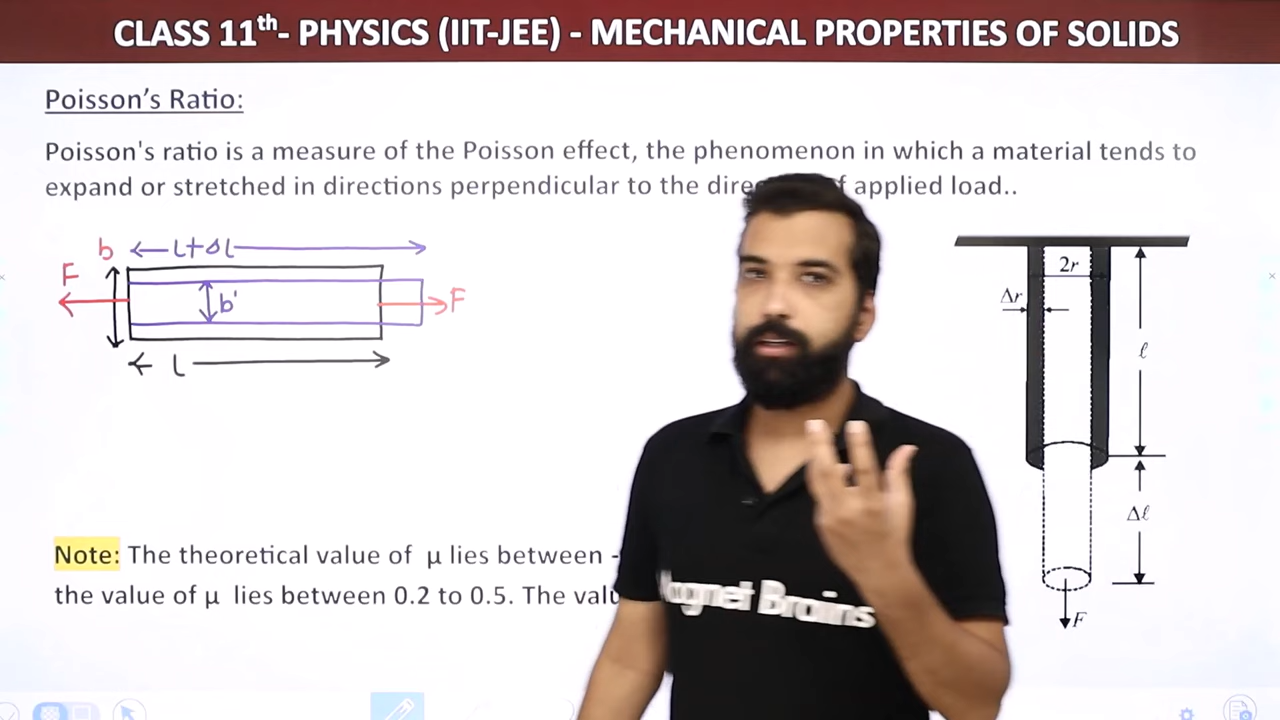 CLASS 11th- PHYSICS (IIT-JEE) - MECHANICAL PROPERTIES OF SOLIDS
Poisson's Ratio:
Poisson's ratio is a measure of the Poisson effect, the phenomenon in which a material tends to
expand or stretched in directions perpendicular to the applied load..
b l+Δl
F b' F
l
2r
Δr
ℓ
Δℓ
F
Note: The theoretical value of μ lies between -
the value of μ lies between 0.2 to 0.5. The
Magnet Brains